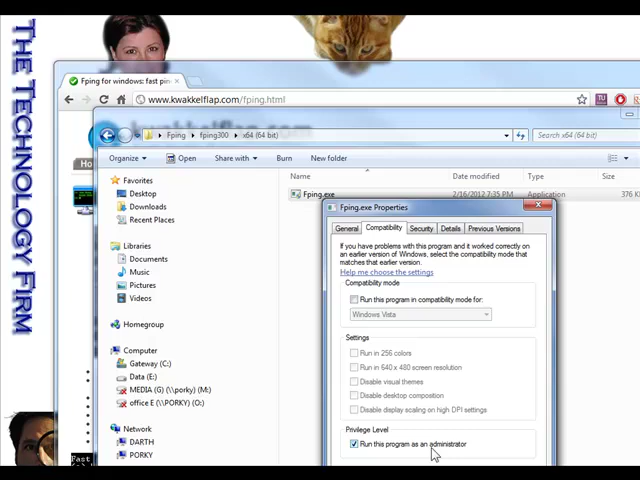 THE TECHNOLOGY FIRM
Fping for windows: fast pin
www.kwakkelflap.com/fping.html
Fping
fping300
x64 (64 bit)
Search x64 (64 bit)
Organize
Open
Share with
Burn
New folder
Name
Date modified
Type
Favorites
Desktop
Downloads
Recent Places
Libraries
Documents
Music
Pictures
Videos
Homegroup
Computer
Gateway (C:)
Data (E:)
MEDIA (G) (\\porky) (M:)
office E (\\PORKY) (O:)
Network
DARTH
PORKY
Fping.exe
2/16/2012 7:35 PM
Application
376 K
Fping.exe Properties
General
Compatibility
Security
Details
Previous Versions
If you have problems with this program and it worked correctly on
an earlier version of Windows, select the compatibility mode that
matches that earlier version.
Help me choose the settings
Compatibility mode
Run this program in compatibility mode for:
Windows Vista
Settings
Run in 256 colors
Run in 640 x 480 screen resolution
Disable visual themes
Disable desktop composition
Disable display scaling on high DPI settings
Privilege Level
Run this program as an administrator
Fast